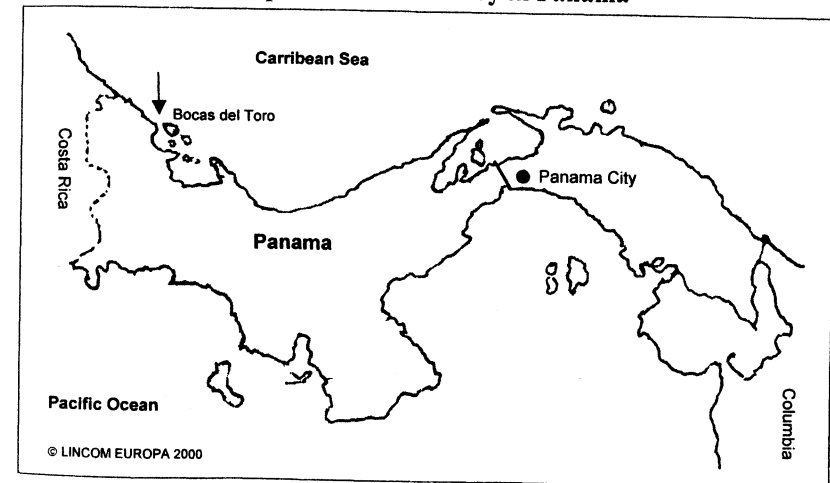 Carribean Sea
Bocas del Toro
Costa Rica
Panama City
Panama
Pacific Ocean
Columbia
© LINCOM EUROPA 2000